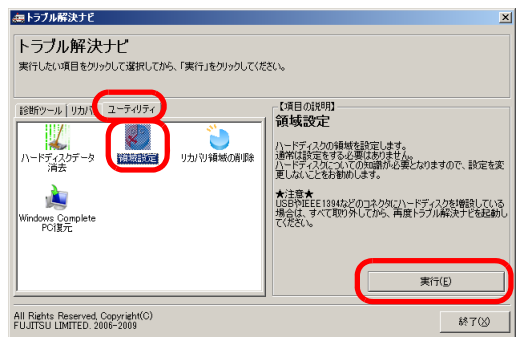 トラブル解決ナビ
トラブル解決ナビ
実行したい項目をクリックして選択してから、「実行」をクリックしてください。
診断ツール リカバリ ユーティリティ
ハードディスクデータ
消去
領域設定
リカバリ領域の削除
Windows Complete
PC復元
【項目の説明】
領域設定
ハードディスクの領域を設定します。
通常は設定をする必要はありません。
ハードディスクについての知識が必要となりますので、設定を変
更しないことをお勧めします。
★注意★
USBやIEEE1394などのコネクタにハードディスクを増設している
場合は、すべて取り外してから、再度トラブル解決ナビを起動し
てください。
実行(E)
All Rights Reserved, Copyright(C)
FUJITSU LIMITED. 2006-2009
終了(X)